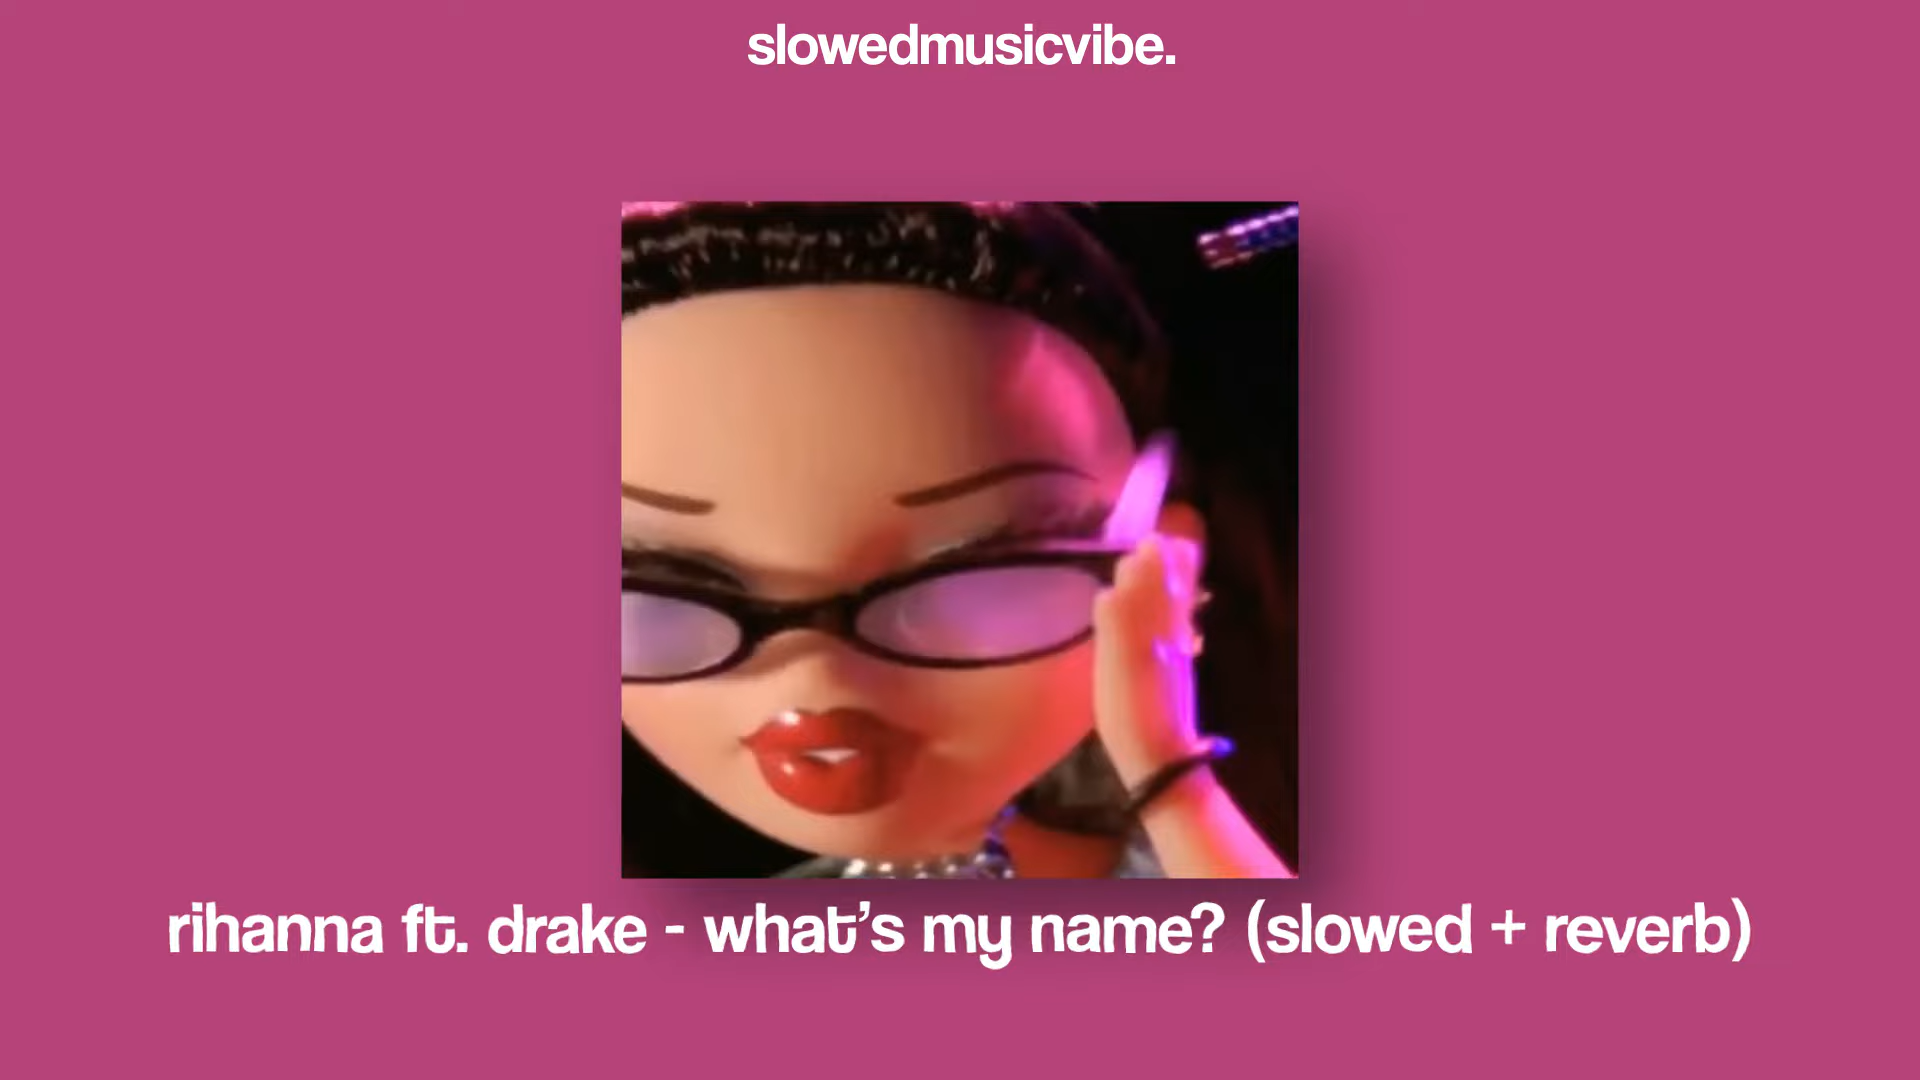 slowedmusicvibe.
rihanna ft. drake - what's my name? (slowed + reverb)